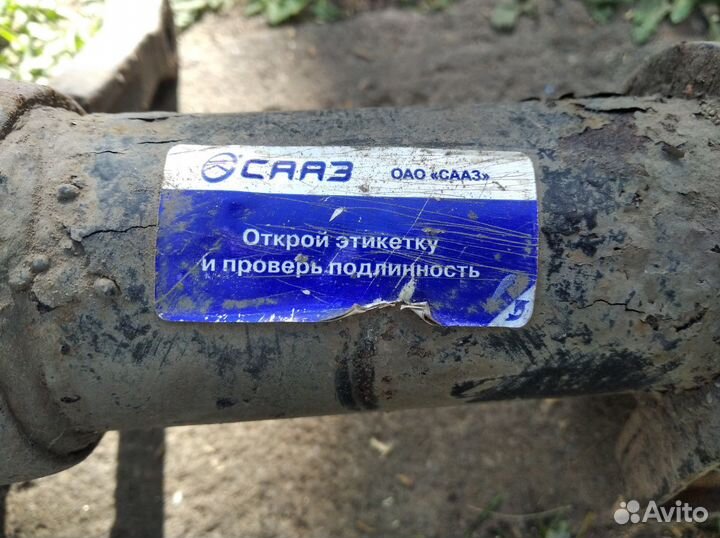 СААЗ ОАО «СААЗ»
Открой этикетку
и проверь подлинность
Avito